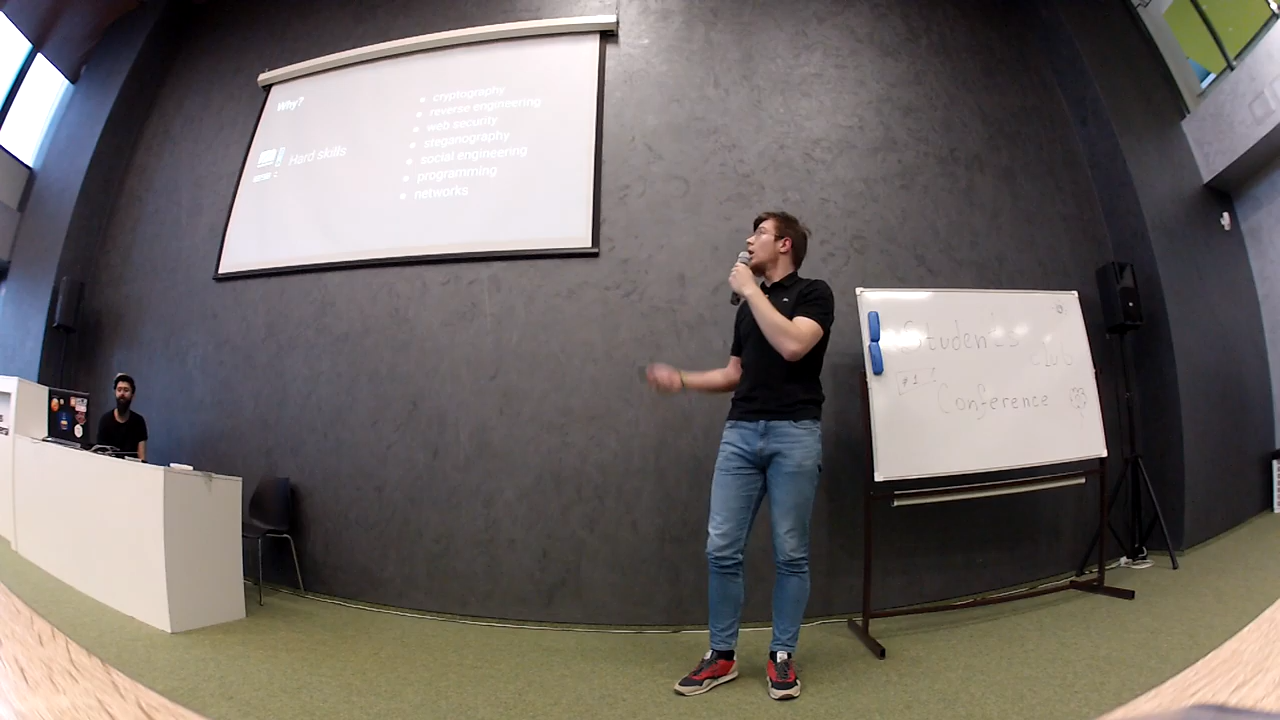 Why?
Hard skills
cryptography
reverse engineering
web security
steganography
social engineering
programming
networks
Students
club
#1
Conference